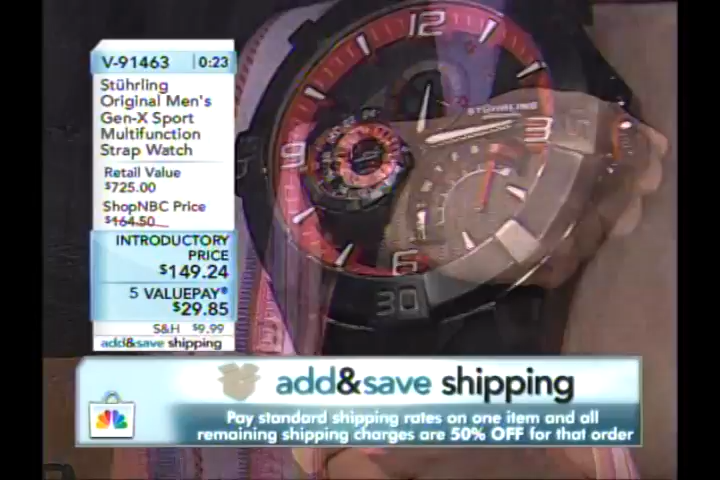 V-91463 0:23
Stührling
Original Men's
Gen-X Sport
Multifunction
Strap Watch
Retail Value
$725.00
ShopNBC Price
$164.50
INTRODUCTORY
PRICE
$149.24
5 VALUEPAY®
$29.85
S&H $9.99
add&save shipping
12
STÜHRLING
3
9
6
30
add&save shipping
Pay standard shipping rates on one item and all
remaining shipping charges are 50% OFF for that order